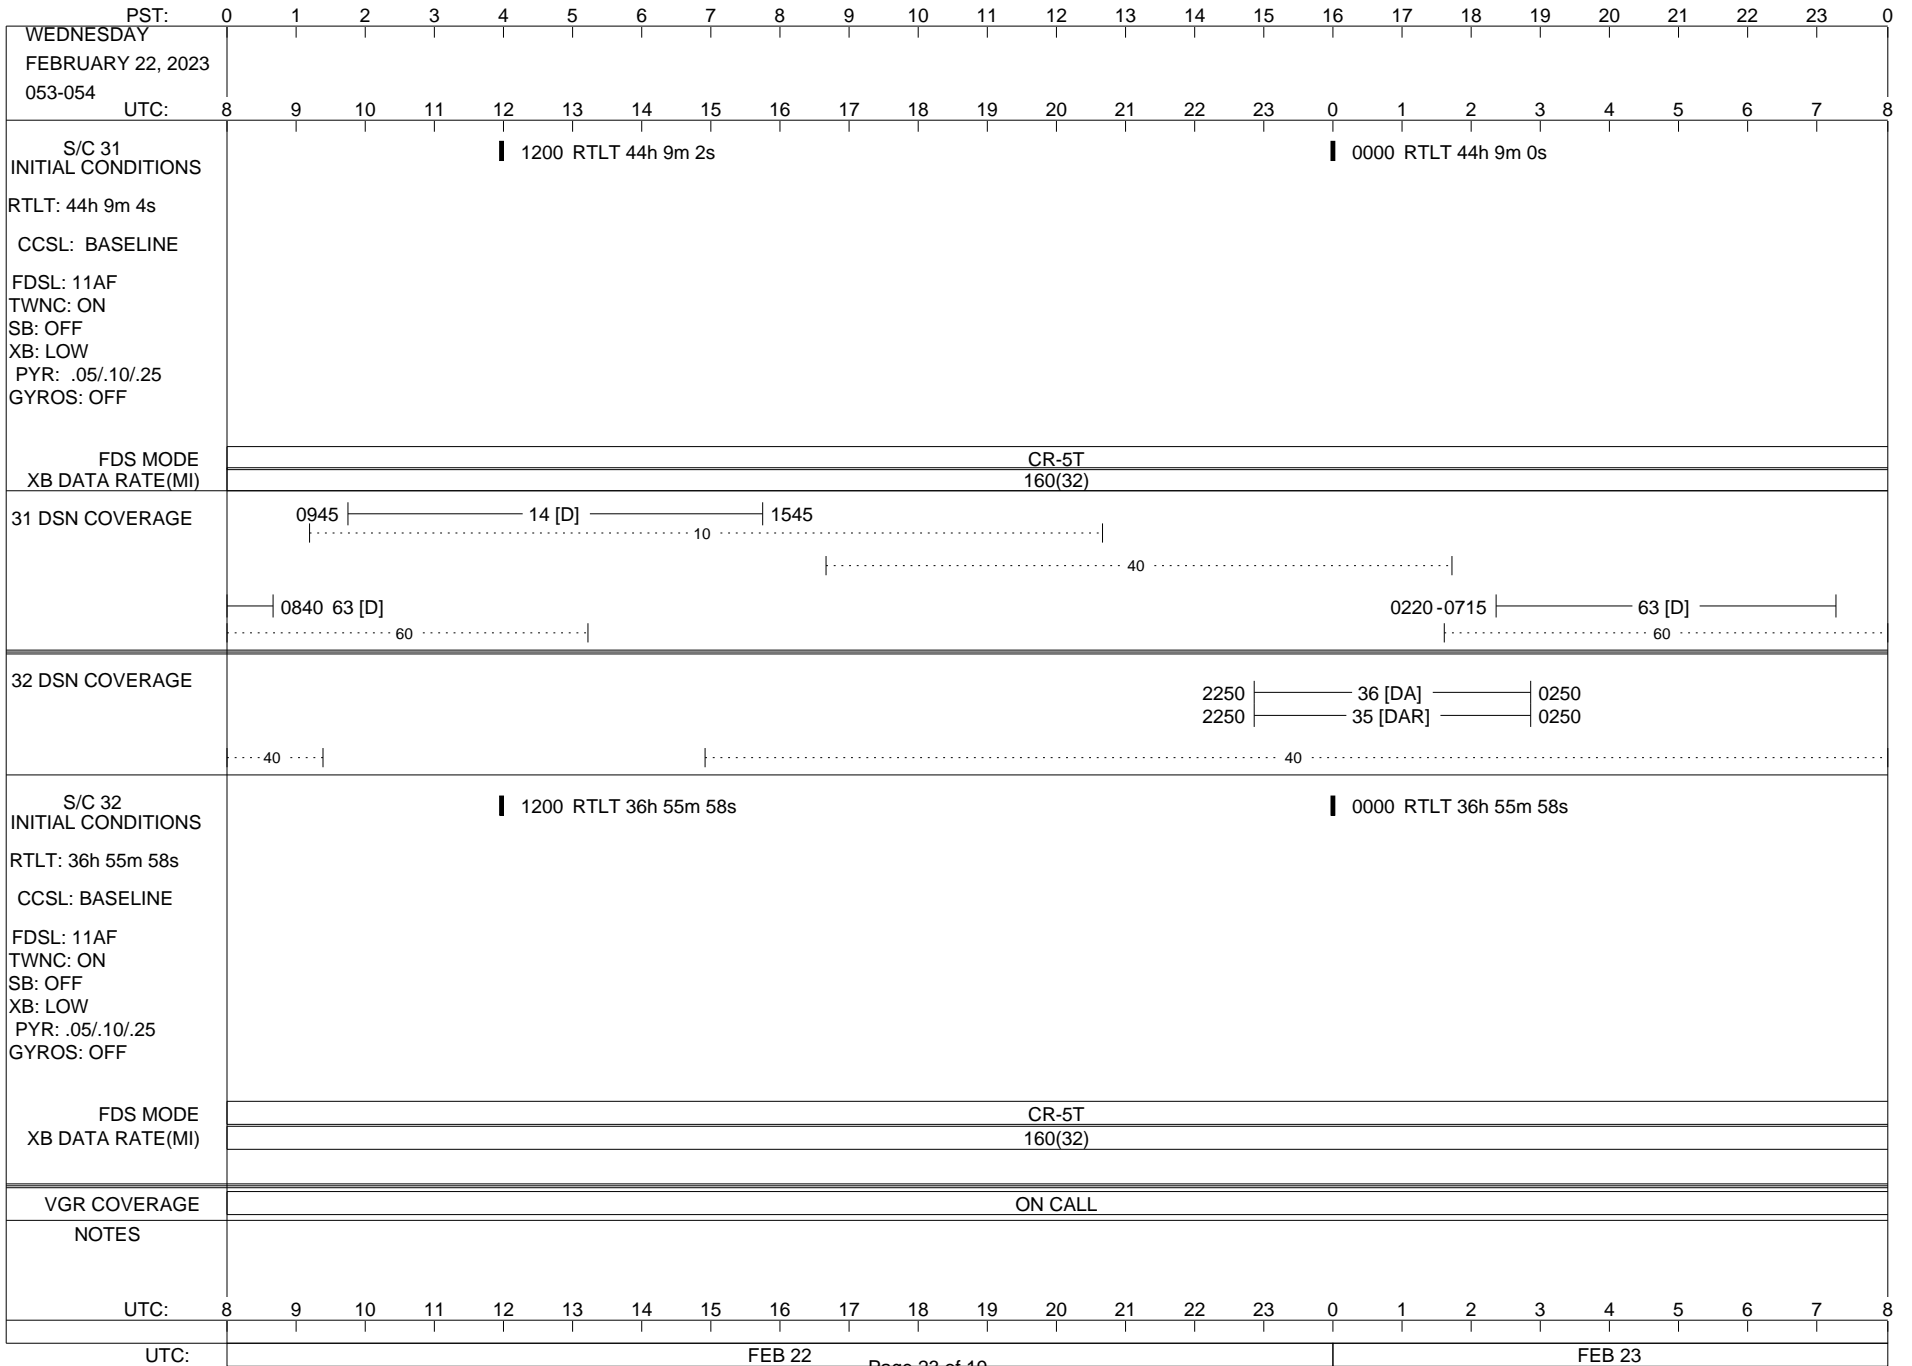 PST: 0 1 2 3 4 5 6 7 8 9 10 11 12 13 14 15 16 17 18 19 20 21 22 23 0
WEDNESDAY
FEBRUARY 22, 2023
053-054
UTC: 8 9 10 11 12 13 14 15 16 17 18 19 20 21 22 23 0 1 2 3 4 5 6 7 8
S/C 31
INITIAL CONDITIONS
1200 RTLT 44h 9m 2s
0000 RTLT 44h 9m 0s
RTLT: 44h 9m 4s
CCSL: BASELINE
FDSL: 11AF
TWNC: ON
SB: OFF
XB: LOW
PYR: .05/.10/.25
GYROS: OFF
FDS MODE CR-5T
XB DATA RATE(MI) 160(32)
31 DSN COVERAGE 0945 14 [D] 1545
10
40
0840 63 [D] 0220-0715 63 [D]
60 60
32 DSN COVERAGE
2250 36 [DA] 0250
2250 35 [DAR] 0250
40 40
S/C 32
INITIAL CONDITIONS
1200 RTLT 36h 55m 58s
0000 RTLT 36h 55m 58s
RTLT: 36h 55m 58s
CCSL: BASELINE
FDSL: 11AF
TWNC: ON
SB: OFF
XB: LOW
PYR: .05/.10/.25
GYROS: OFF
FDS MODE CR-5T
XB DATA RATE(MI) 160(32)
VGR COVERAGE ON CALL
NOTES
UTC: 8 9 10 11 12 13 14 15 16 17 18 19 20 21 22 23 0 1 2 3 4 5 6 7 8
UTC: FEB 22 FEB 23